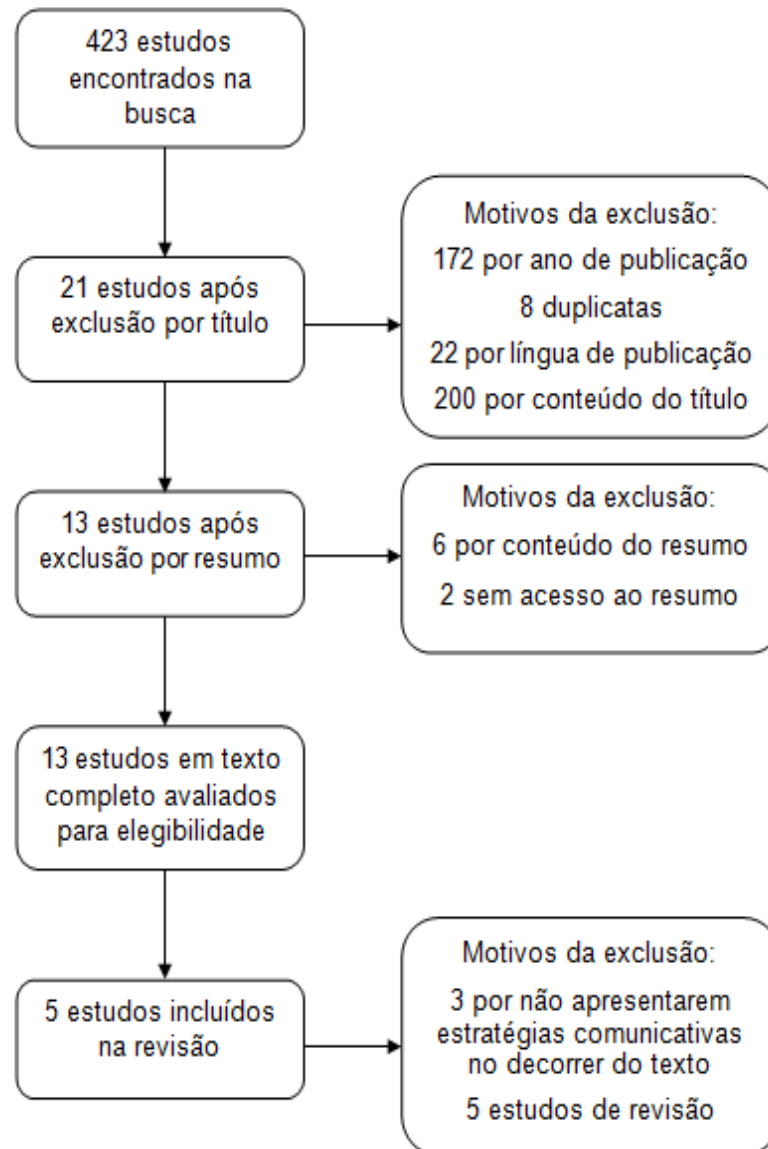 423 estudos
encontrados na
busca
Motivos da exclusão:
172 por ano de publicação
8 duplicatas
22 por língua de publicação
200 por conteúdo do título
21 estudos após
exclusão por título
Motivos da exclusão:
6 por conteúdo do resumo
2 sem acesso ao resumo
13 estudos após
exclusão por resumo
13 estudos em texto
completo avaliados
para elegibilidade
Motivos da exclusão:
3 por não apresentarem
estratégias comunicativas
no decorrer do texto
5 estudos de revisão
5 estudos incluídos
na revisão